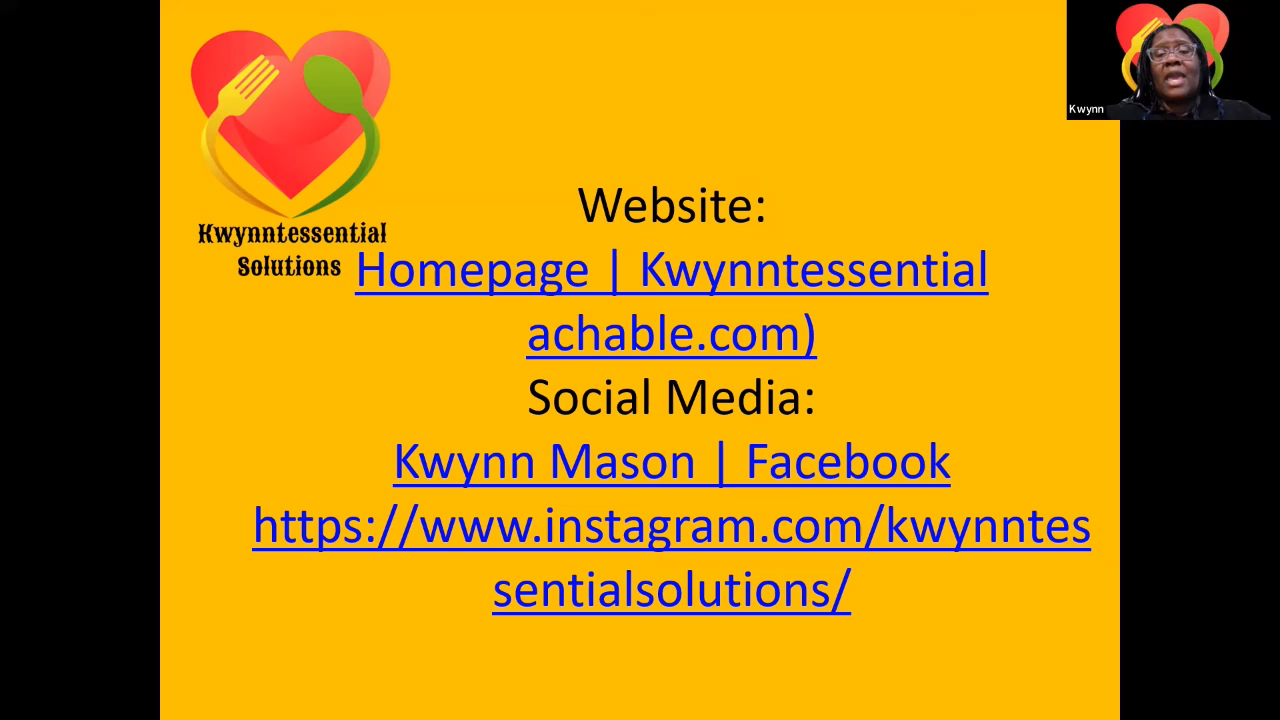 Kwynntessential
Solutions
Website:
Homepage | Kwynntessential
achable.com)
Social Media:
Kwynn Mason | Facebook
https://www.instagram.com/kwynntes
sentialsolutions/
Kwynn